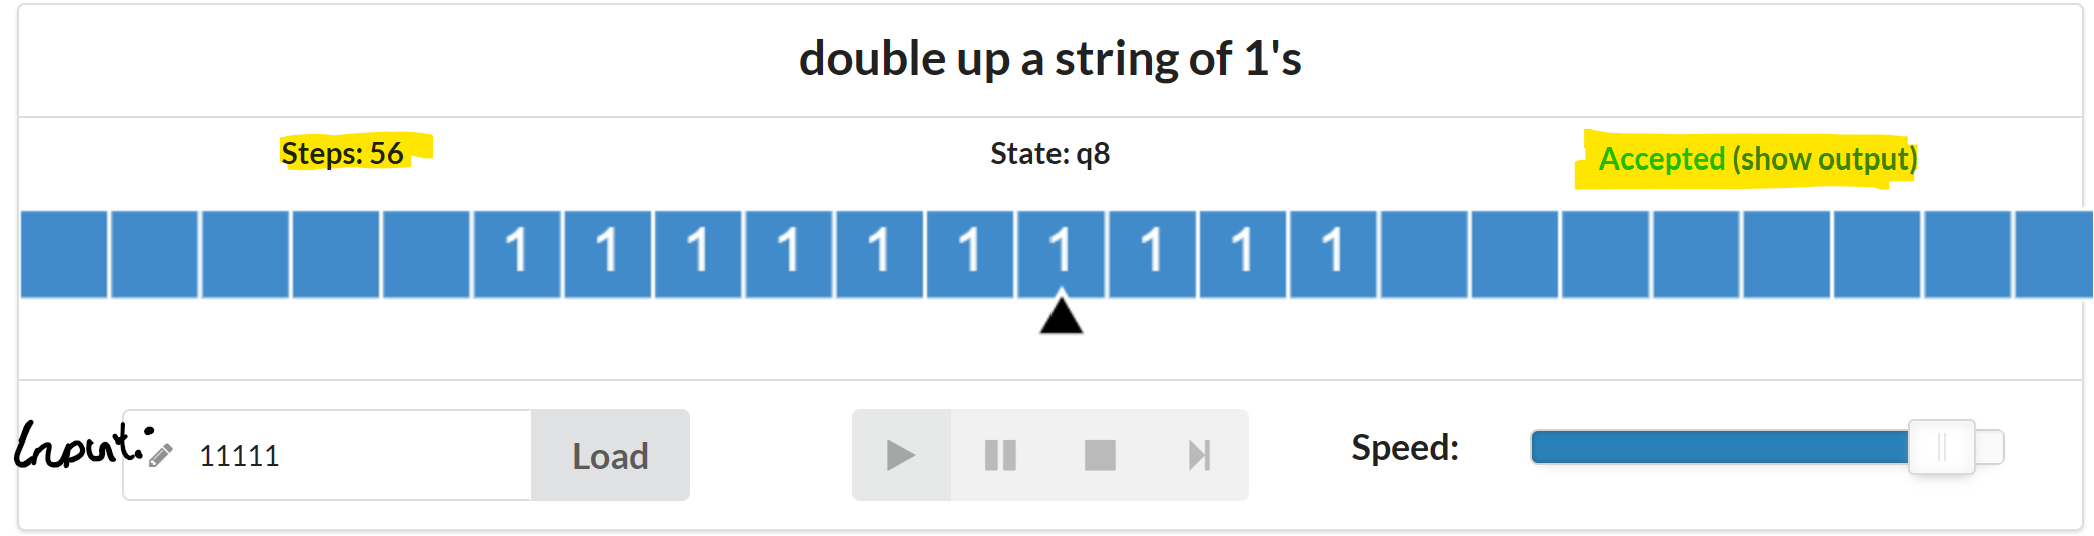 double up a string of 1's
Steps: 56 State: q8 Accepted (show output)
1 1 1 1 1 1 1 1 1 1
Input: 11111 Load Speed: